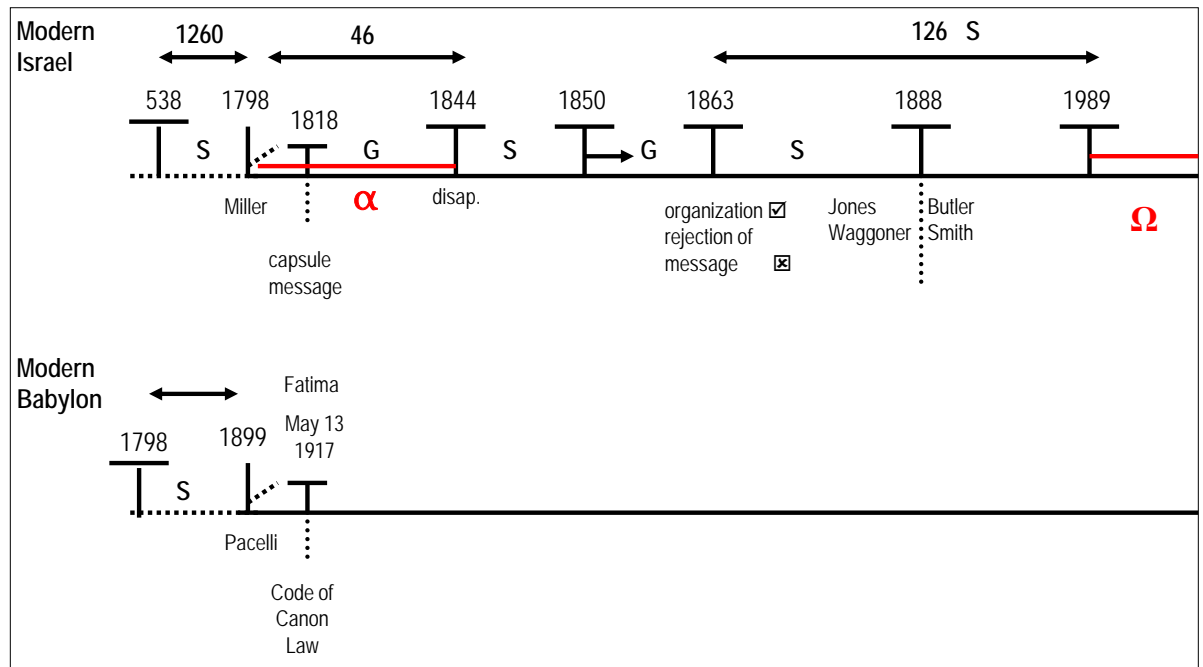 Modern
Israel
1260
46
126 S
538
1798
1818
1844
1850
1863
1888
1989
S
G
S
G
S
α
Ω
Miller
disap.
capsule
message
organization ☑
rejection of
message ☒
Jones
Waggoner
Butler
Smith
Modern
Babylon
Fatima
May 13
1917
1798
1899
S
Pacelli
Code of
Canon
Law